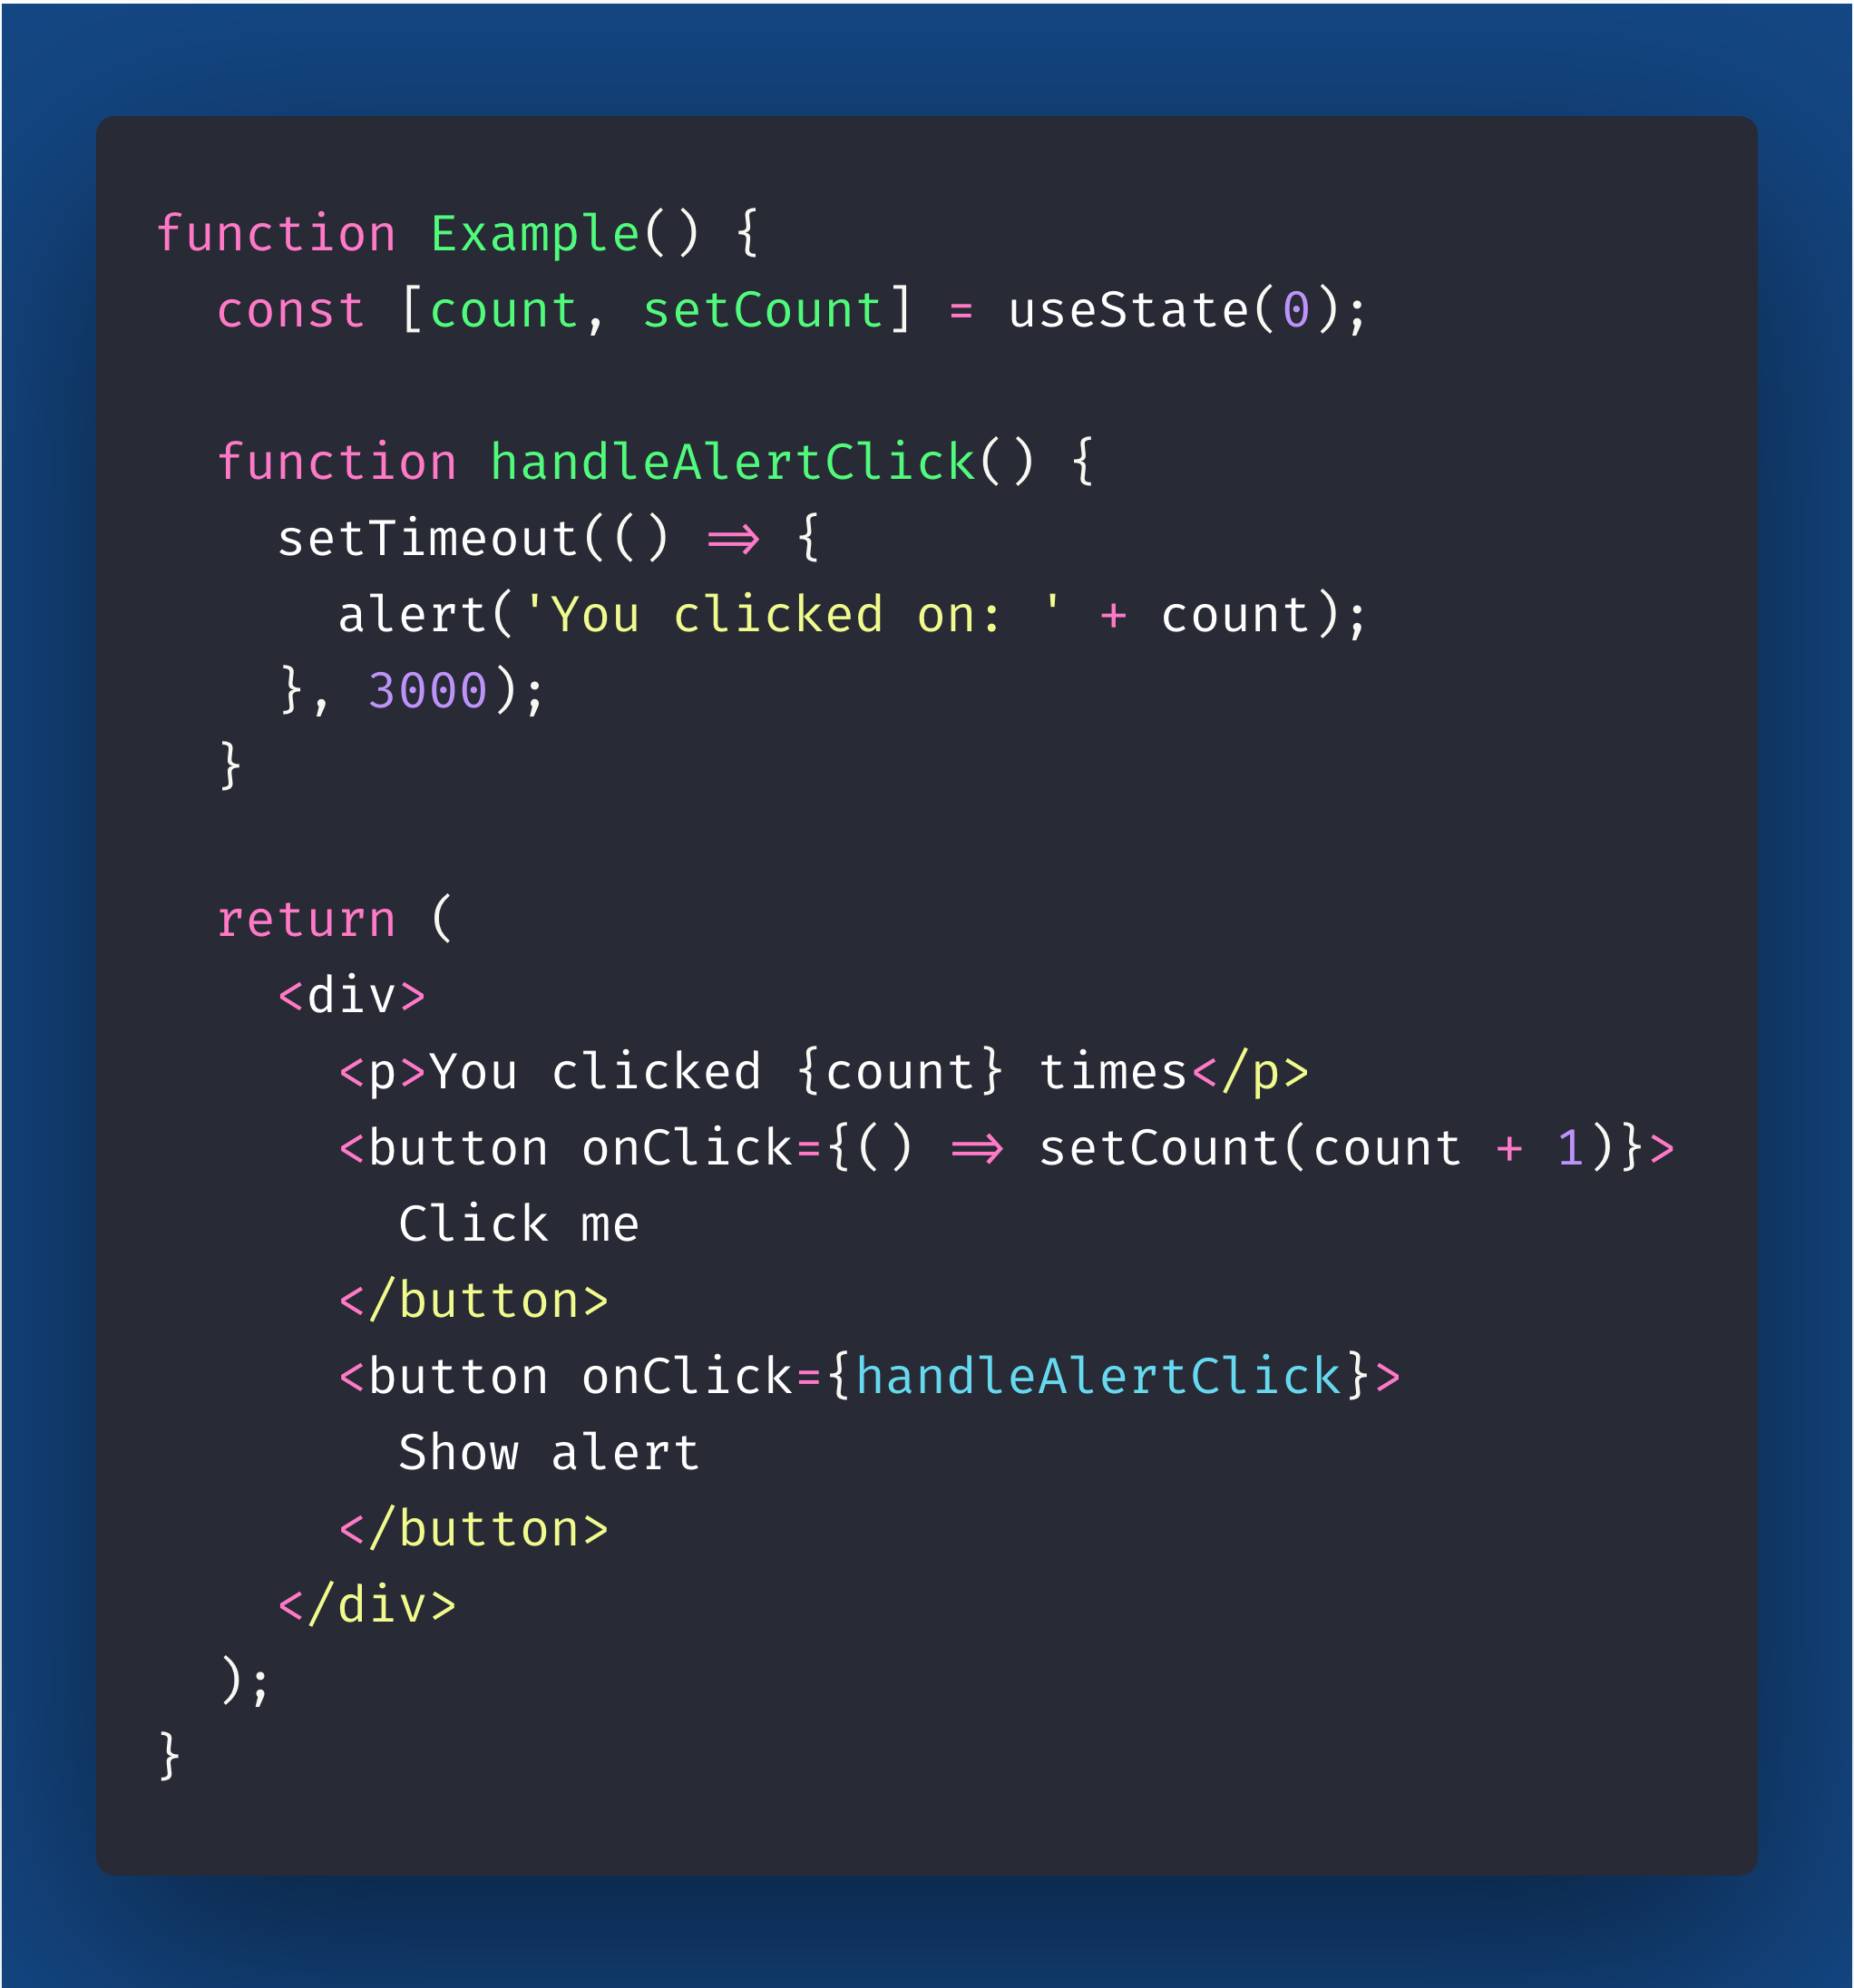 function Example() {
  const [count, setCount] = useState(0);

  function handleAlertClick() {
    setTimeout(() => {
      alert('You clicked on: ' + count);
    }, 3000);
  }

  return (
    <div>
      <p>You clicked {count} times</p>
      <button onClick={() => setCount(count + 1)}>
        Click me
      </button>
      <button onClick={handleAlertClick}>
        Show alert
      </button>
    </div>
  );
}